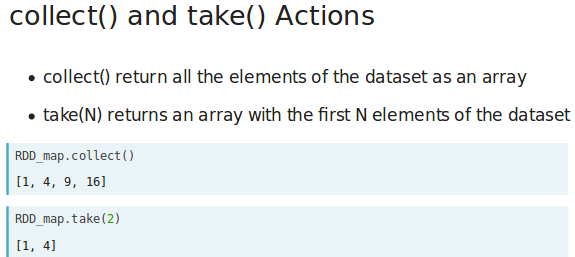 collect() and take() Actions
• collect() return all the elements of the dataset as an array
• take(N) returns an array with the first N elements of the dataset
RDD_map.collect()
[1, 4, 9, 16]
RDD_map.take(2)
[1, 4]